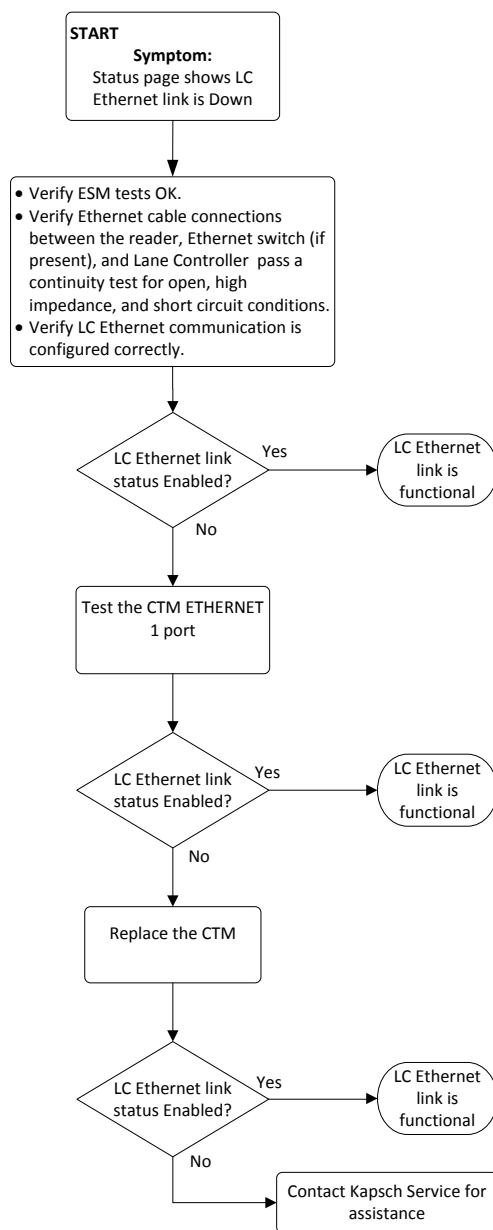 START
Symptom:
Status page shows LC
Ethernet link is Down
• Verify ESM tests OK.
• Verify Ethernet cable connections
between the reader, Ethernet switch (if
present), and Lane Controller pass a
continuity test for open, high
impedance, and short circuit conditions.
• Verify LC Ethernet communication is
configured correctly.
LC Ethernet link
status Enabled?
Yes
LC Ethernet
link is
functional
No
Test the CTM ETHERNET
1 port
LC Ethernet link
status Enabled?
Yes
LC Ethernet
link is
functional
No
Replace the CTM
LC Ethernet link
status Enabled?
Yes
LC Ethernet
link is
functional
No
Contact Kapsch Service for
assistance